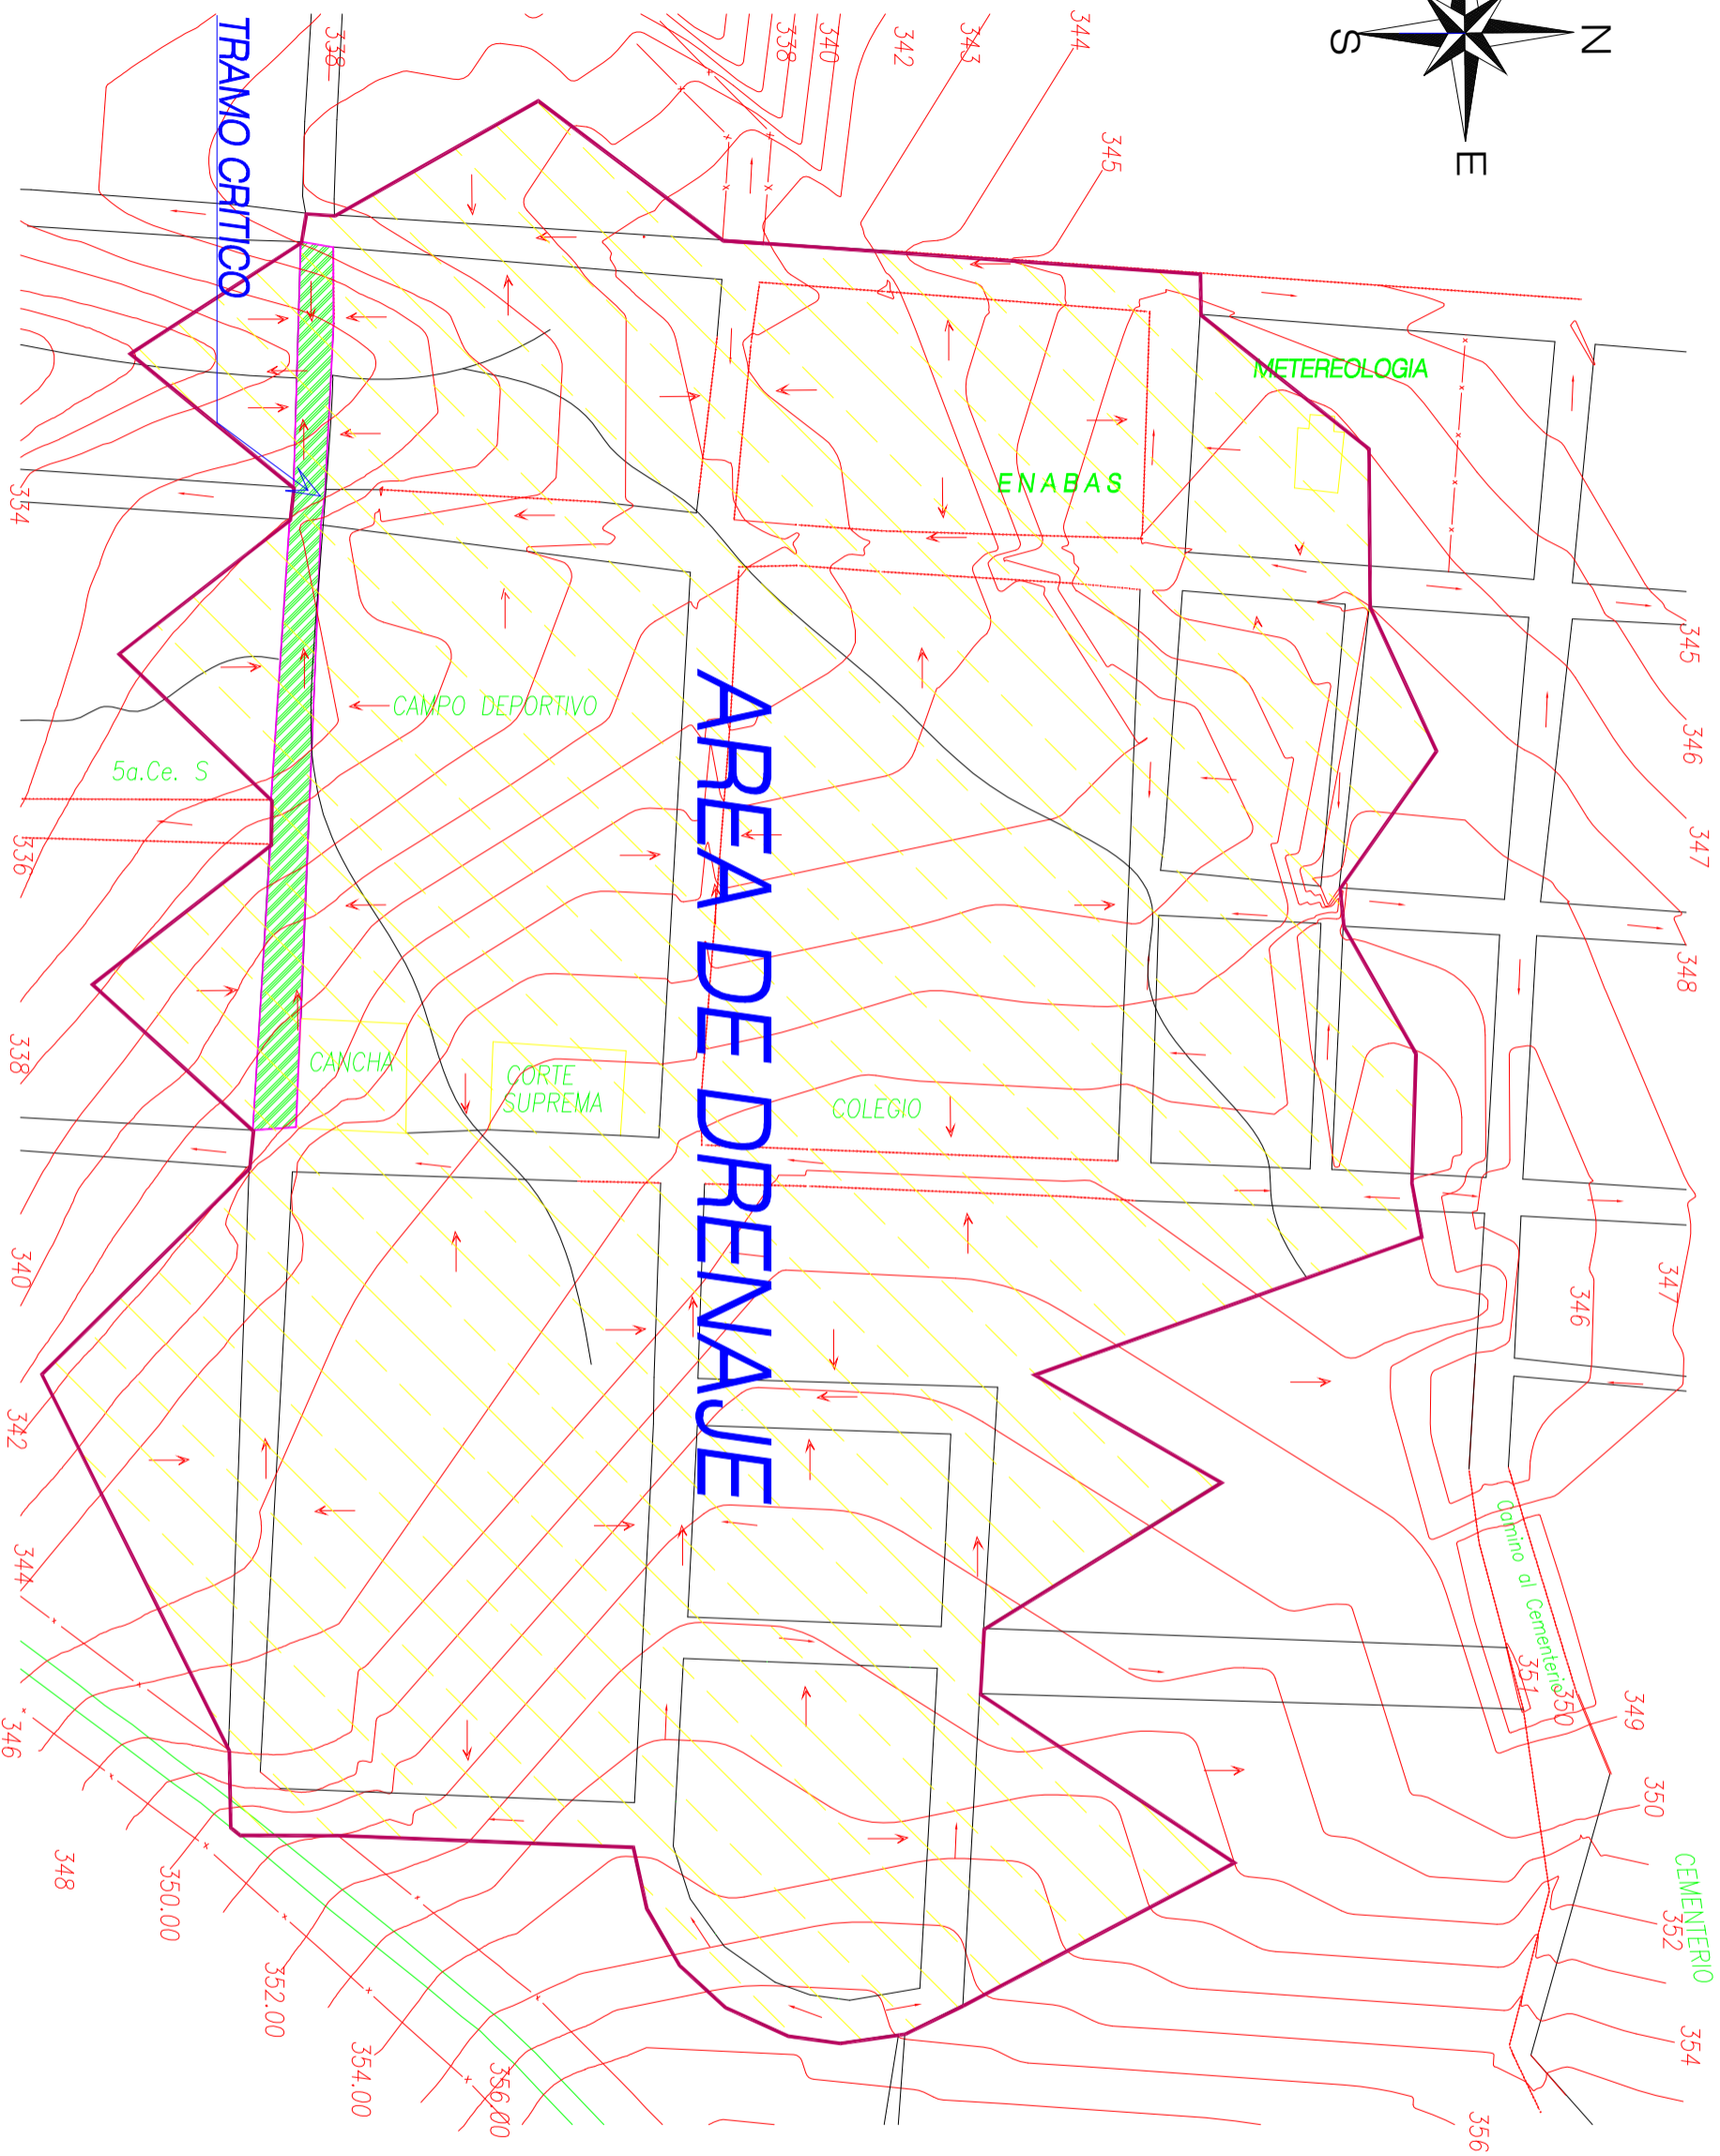 N
S
E
TRAMO CRITICO
338
338
340
342
343
344
345
METEREOLOGIA
ENABAS
334
345
346
347
348
CAMPO DEPORTIVO
5a.Ce. S
336
AREA DE DRENAJE
338
CANCHA
CORTE
SUPREMA
COLEGIO
340
346
347
342
344
Camino al Cementerio
351
350
349
346
350
348
350.00
CEMENTERIO
352
352.00
354
354.00
356.00
356